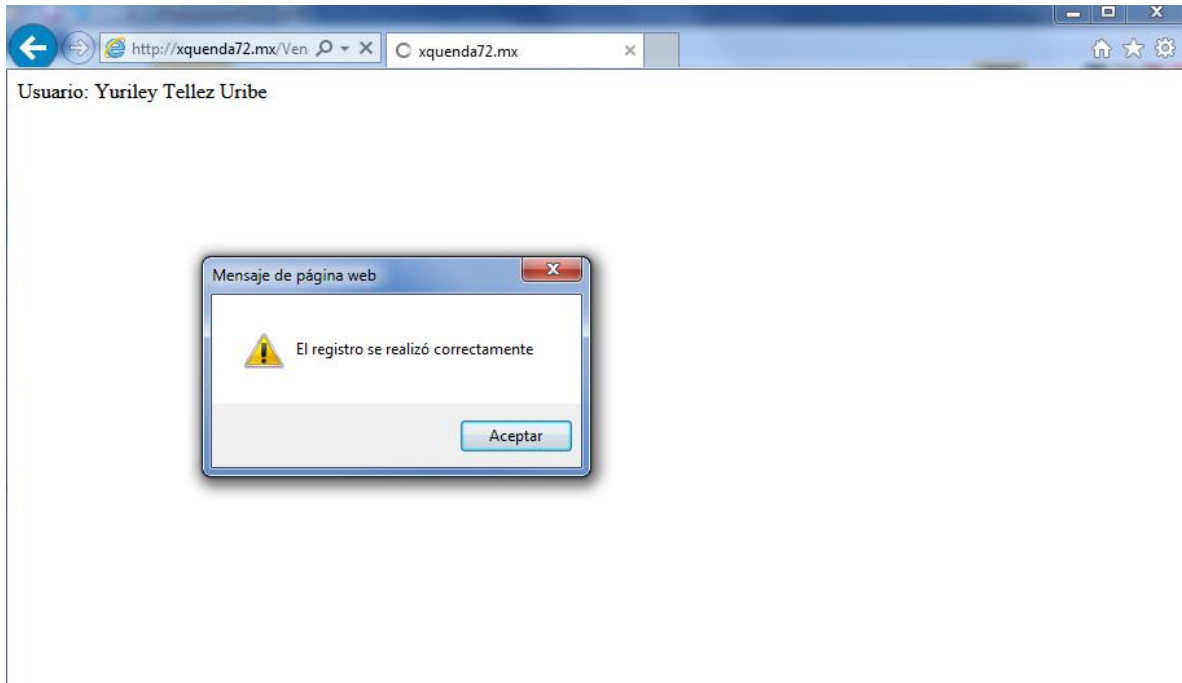 http://xquenda72.mx/Ven
xquenda72.mx
Usuario: Yuriley Tellez Uribe
Mensaje de página web
El registro se realizó correctamente
Aceptar